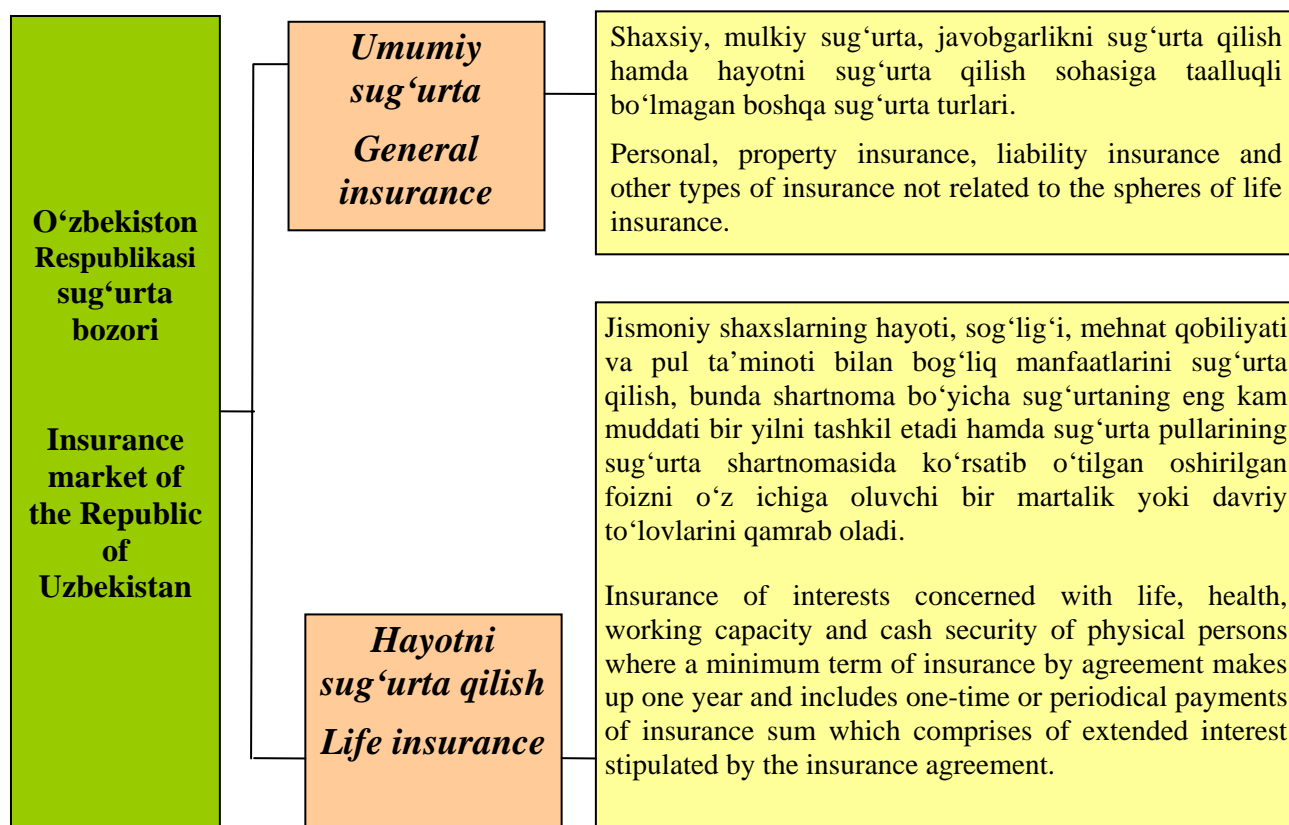 O‘zbekiston
Respublikasi
sug‘urta
bozori
Insurance
market of
the Republic
of
Uzbekistan
Umumiy
sug‘urta
General
insurance
Shaxsiy, mulkiy sug‘urta, javobgarlikni sug‘urta qilish
hamda hayotni sug‘urta qilish sohasiga taalluqli
bo‘lmagan boshqa sug‘urta turlari.
Personal, property insurance, liability insurance and
other types of insurance not related to the spheres of life
insurance.
Hayotni
sug‘urta qilish
Life insurance
Jismoniy shaxslarning hayoti, sog‘lig‘i, mehnat qobiliyati
va pul ta’minoti bilan bog‘liq manfaatlarini sug‘urta
qilish, bunda shartnoma bo‘yicha sug‘urtaning eng kam
muddati bir yilni tashkil etadi hamda sug‘urta pullarining
sug‘urta shartnomasida ko‘rsatib o‘tilgan oshirilgan
foizni o‘z ichiga oluvchi bir martalik yoki davriy
to‘lovlarini qamrab oladi.
Insurance of interests concerned with life, health,
working capacity and cash security of physical persons
where a minimum term of insurance by agreement makes
up one year and includes one-time or periodical payments
of insurance sum which comprises of extended interest
stipulated by the insurance agreement.